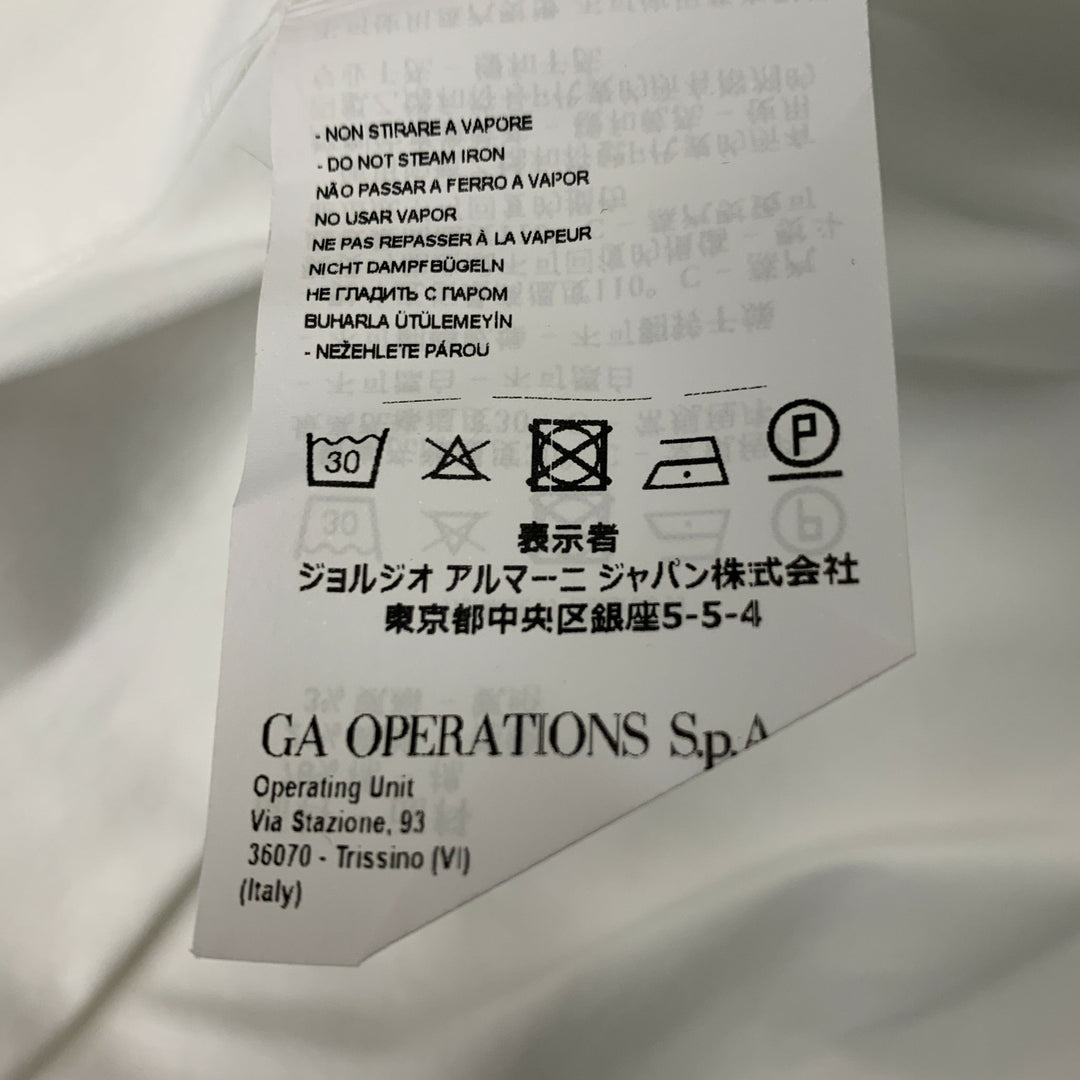 - NON STIRARE A VAPORE
- DO NOT STEAM IRON
NÃO PASSAR A FERRO A VAPOR
NO USAR VAPOR
NE PAS REPASSER À LA VAPEUR
NICHT DAMPFBÜGELN
НЕ ГЛАДИТЬ С ПАРОМ
BUHARLA ÜTÜLEMEYİN
- NEŽEHLETE PÁROU
30
P
表示者
ジョルジオ アルマーニ ジャパン株式会社
東京都中央区銀座5-5-4
GA OPERATIONS S.p.A
Operating Unit
Via Stazione, 93
36070 - Trissino (VI)
(Italy)